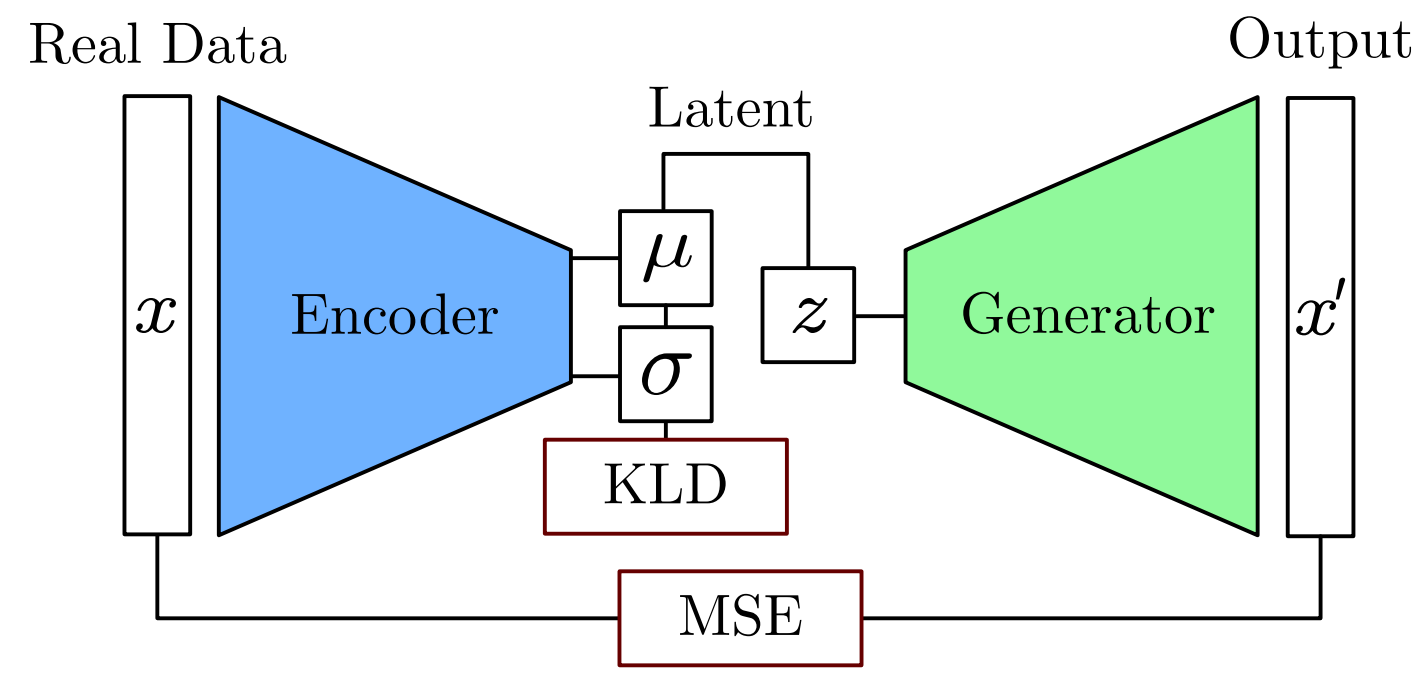 Real Data
Output
Latent
x
Encoder
μ
σ
z
Generator
x′
KLD
MSE